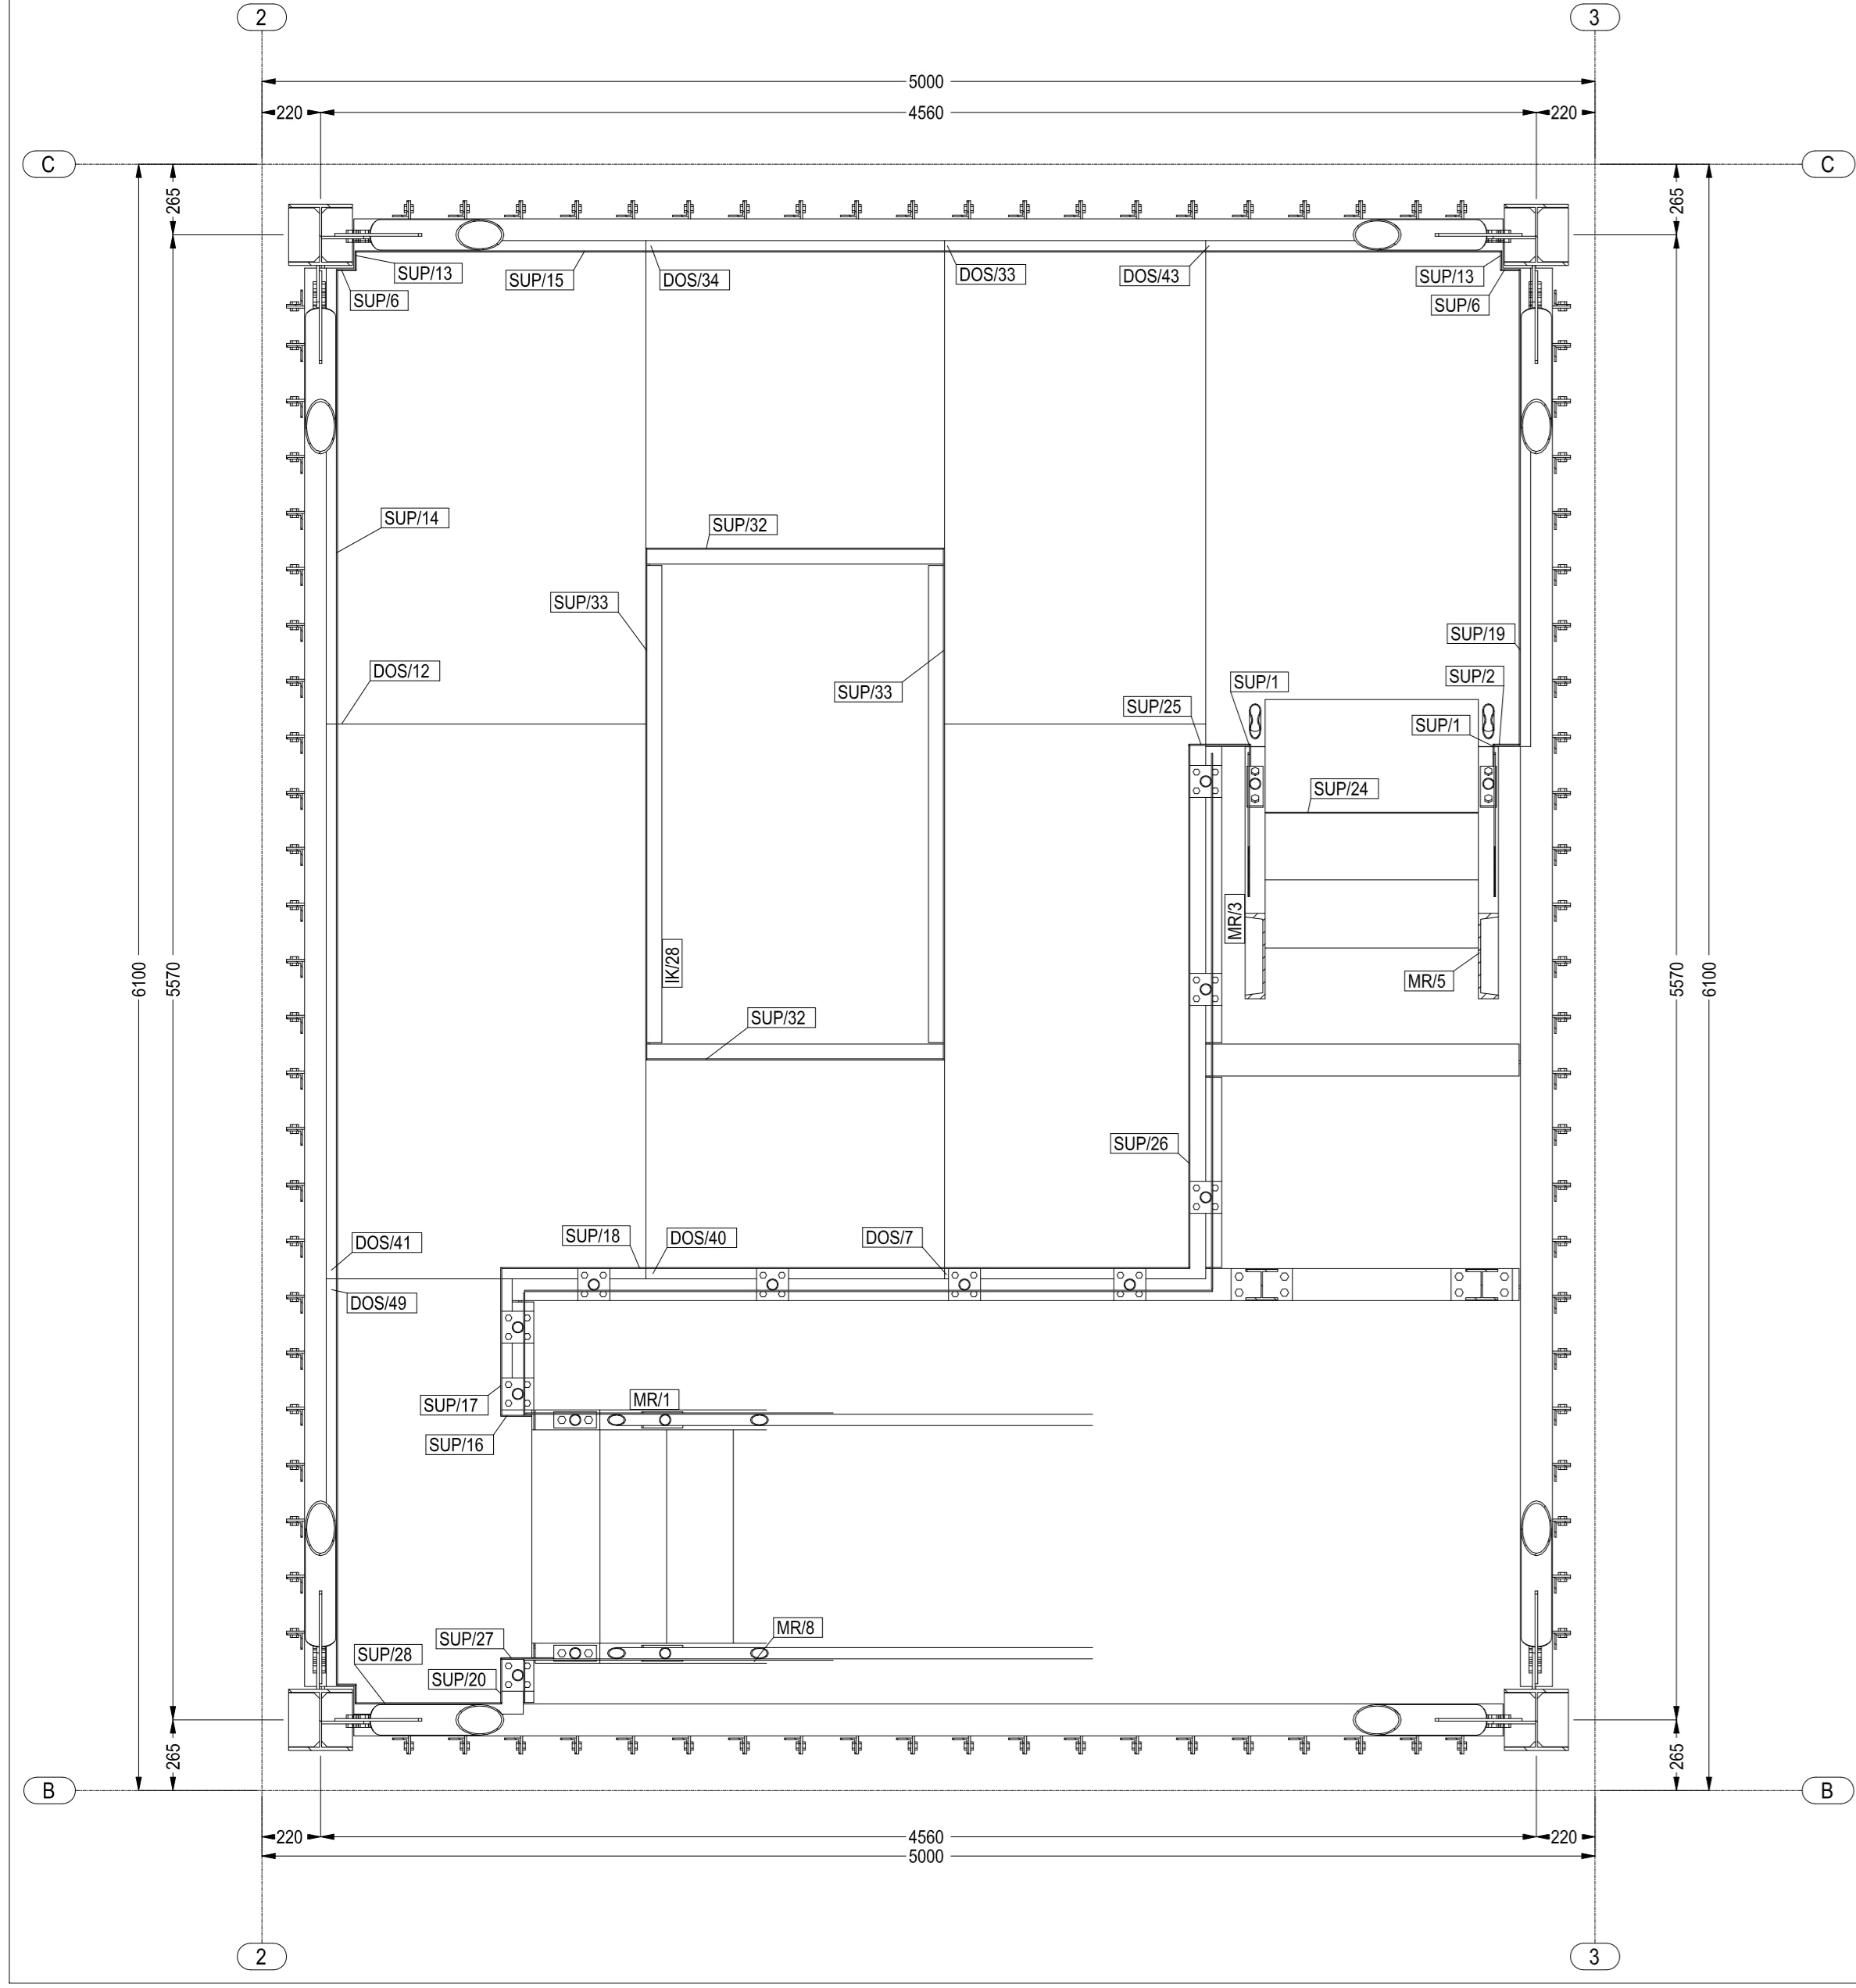 2
3
5000
220
4560
220
C
C
265
265
SUP/13
SUP/15
DOS/34
DOS/33
DOS/43
SUP/13
SUP/6
SUP/6
SUP/14
SUP/32
SUP/33
SUP/19
DOS/12
SUP/33
SUP/1
SUP/2
SUP/25
SUP/1
SUP/24
MR/3
IK/28
MR/5
6100
5570
5570
6100
SUP/32
SUP/26
DOS/41
SUP/18
DOS/40
DOS/7
DOS/49
SUP/17
MR/1
SUP/16
SUP/27
MR/8
SUP/28
SUP/20
265
265
B
B
220
4560
220
5000
2
3